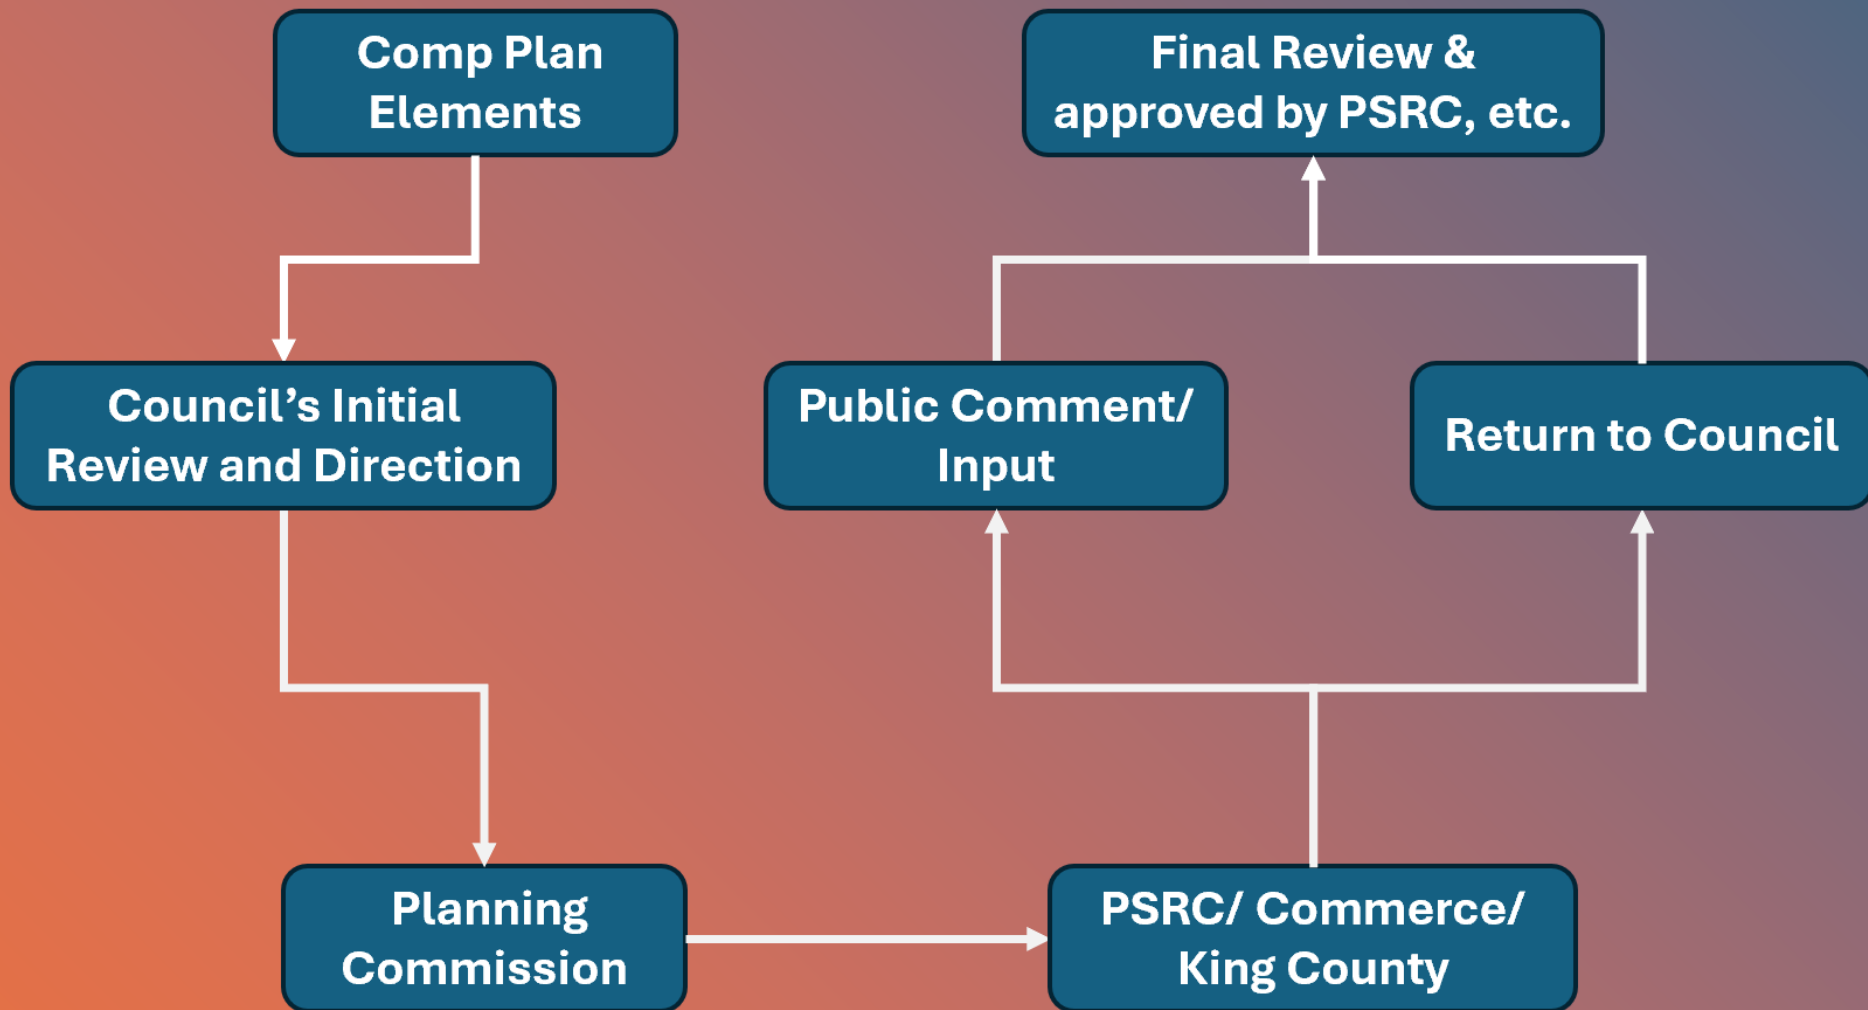 Comp Plan
Elements
Final Review &
approved by PSRC, etc.
Council’s Initial
Review and Direction
Public Comment/
Input
Return to Council
Planning
Commission
PSRC/ Commerce/
King County